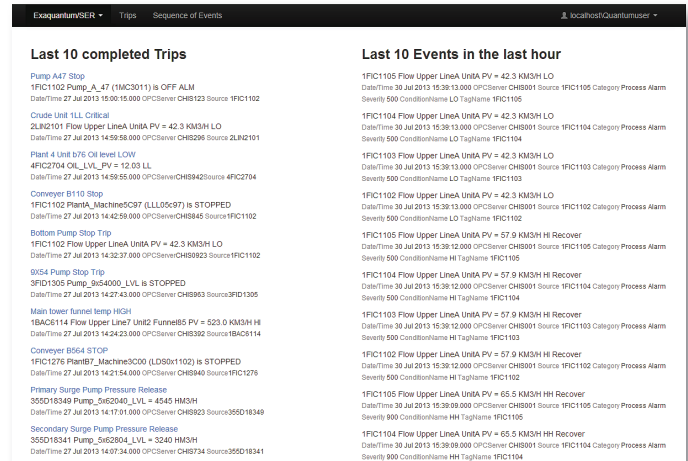 Exaquantum/SER Trips Sequence of Events localhost\Quantumuser
Last 10 completed Trips
Pump A47 Stop
1FIC1102 Pump_A_47 (1MC3011) is OFF ALM
Date/Time 27 Jul 2013 15:00:15.000 OPCServer CHIS123 Source 1FIC1102
Crude Unit 1LL Critical
2LIN2101 Flow Upper LineA UnitA PV = 42.3 KM3/H LO
Date/Time 27 Jul 2013 14:59:58.000 OPCServer CHIS296 Source 2LIN2101
Plant 4 Unit b76 Oil level LOW
4FIC2704 OIL_LVL_PV = 12.03 LL
Date/Time 27 Jul 2013 14:59:55.000 OPCServer CHIS942Source 4FIC2704
Conveyer B110 Stop
1FIC1102 PlantA_Machine5C97 (LLL05c97) is STOPPED
Date/Time 27 Jul 2013 14:42:59.000 OPCServer CHIS845 Source1FIC1102
Bottom Pump Stop Trip
1FIC1102 Flow Upper LineA UnitA PV = 42.3 KM3/H LO
Date/Time 27 Jul 2013 14:32:37.000 OPCServer CHIS0923 Source1FIC1102
9X54 Pump Stop Trip
3FID1305 Pump_9x54000_LVL is STOPPED
Date/Time 27 Jul 2013 14:27:43.000 OPCServer CHIS963 Source3FID1305
Main tower funnel temp HIGH
1BAC6114 Flow Upper Line7 Unit2 Funnel85 PV = 523.0 KM3/H HI
Date/Time 27 Jul 2013 14:24:23.000 OPCServer CHIS392 Source1BAC6114
Conveyer B564 STOP
1FIC1276 PlantB7_Machine3C00 (LDS0x1102) is STOPPED
Date/Time 27 Jul 2013 14:21:54.000 OPCServer CHIS940 Source1FIC1276
Primary Surge Pump Pressure Release
355D18349 Pump_5x62040_LVL = 4545 HM3/H
Date/Time 27 Jul 2013 14:17:01.000 OPCServer CHIS923 Source355D18349
Secondary Surge Pump Pressure Release
355D18341 Pump_5x62804_LVL = 3240 HM3/H
Date/Time 27 Jul 2013 14:07:34.000 OPCServer CHIS734 Source355D18341
Last 10 Events in the last hour
1FIC1105 Flow Upper LineA UnitA PV = 42.3 KM3/H LO
Date/Time 30 Jul 2013 15:39:13.000 OPCServer CHIS001 Source 1FIC1105 Category Process Alarm
Severity 500 ConditionName LO TagName 1FIC1105
1FIC1104 Flow Upper LineA UnitA PV = 42.3 KM3/H LO
Date/Time 30 Jul 2013 15:39:13.000 OPCServer CHIS001 Source 1FIC1104 Category Process Alarm
Severity 500 ConditionName LO TagName 1FIC1104
1FIC1103 Flow Upper LineA UnitA PV = 42.3 KM3/H LO
Date/Time 30 Jul 2013 15:39:13.000 OPCServer CHIS001 Source 1FIC1103 Category Process Alarm
Severity 500 ConditionName LO TagName 1FIC1103
1FIC1102 Flow Upper LineA UnitA PV = 42.3 KM3/H LO
Date/Time 30 Jul 2013 15:39:13.000 OPCServer CHIS001 Source 1FIC1102 Category Process Alarm
Severity 500 ConditionName LO TagName 1FIC1102
1FIC1105 Flow Upper LineA UnitA PV = 57.9 KM3/H HI Recover
Date/Time 30 Jul 2013 15:39:12.000 OPCServer CHIS001 Source 1FIC1105 Category Process Alarm
Severity 500 ConditionName HI TagName 1FIC1105
1FIC1104 Flow Upper LineA UnitA PV = 57.9 KM3/H HI Recover
Date/Time 30 Jul 2013 15:39:12.000 OPCServer CHIS001 Source 1FIC1104 Category Process Alarm
Severity 500 ConditionName HI TagName 1FIC1104
1FIC1103 Flow Upper LineA UnitA PV = 57.9 KM3/H HI Recover
Date/Time 30 Jul 2013 15:39:12.000 OPCServer CHIS001 Source 1FIC1103 Category Process Alarm
Severity 500 ConditionName HI TagName 1FIC1103
1FIC1102 Flow Upper LineA UnitA PV = 57.9 KM3/H HI Recover
Date/Time 30 Jul 2013 15:39:12.000 OPCServer CHIS001 Source 1FIC1102 Category Process Alarm
Severity 500 ConditionName HI TagName 1FIC1102
1FIC1105 Flow Upper LineA UnitA PV = 65.5 KM3/H HH Recover
Date/Time 30 Jul 2013 15:39:09.000 OPCServer CHIS001 Source 1FIC1105 Category Process Alarm
Severity 900 ConditionName HH TagName 1FIC1105
1FIC1104 Flow Upper LineA UnitA PV = 65.5 KM3/H HH Recover
Date/Time 30 Jul 2013 15:39:09.000 OPCServer CHIS001 Source 1FIC1104 Category Process Alarm
Severity 900 ConditionName HH TagName 1FIC1104